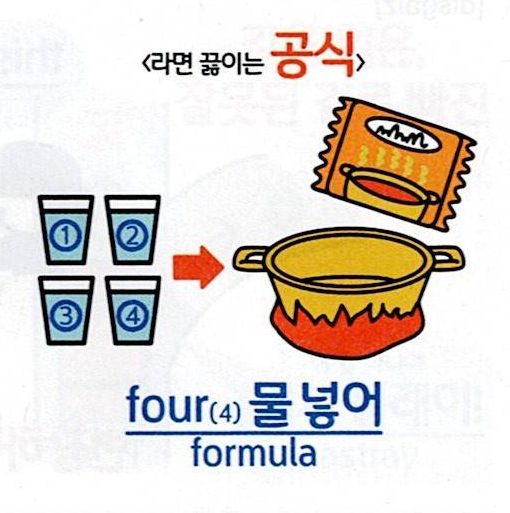 <라면 끓이는 공식>
① ②
③ ④
four(4) 물 넣어
formula